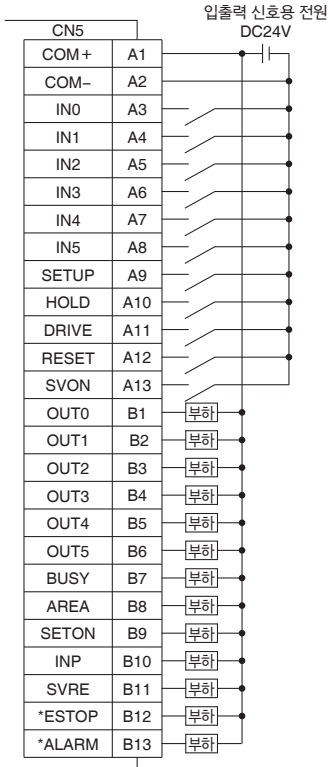 입출력 신호용 전원
CN5 DC24V
COM+ A1
COM− A2
IN0 A3
IN1 A4
IN2 A5
IN3 A6
IN4 A7
IN5 A8
SETUP A9
HOLD A10
DRIVE A11
RESET A12
SVON A13
OUT0 B1 부하
OUT1 B2 부하
OUT2 B3 부하
OUT3 B4 부하
OUT4 B5 부하
OUT5 B6 부하
BUSY B7 부하
AREA B8 부하
SETON B9 부하
INP B10 부하
SVRE B11 부하
*ESTOP B12 부하
*ALARM B13 부하